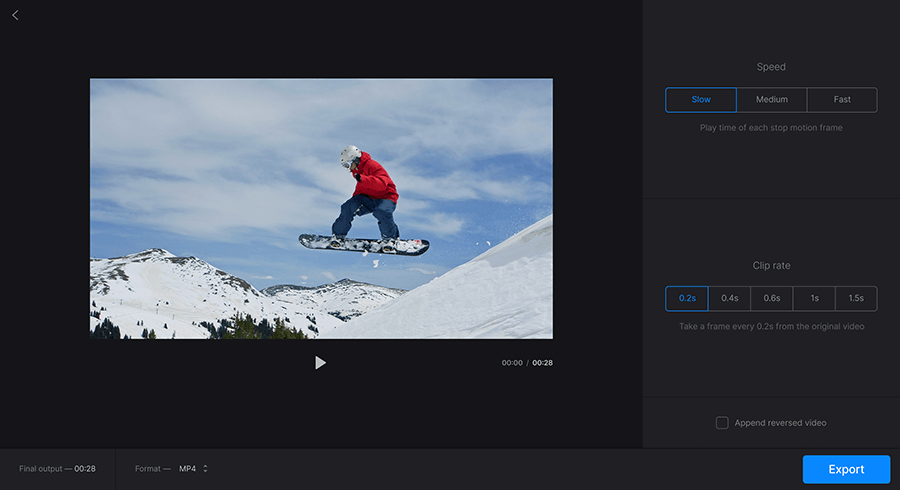 Speed
Slow Medium Fast
Play time of each stop motion frame
Clip rate
0.2s 0.4s 0.6s 1s 1.5s
Take a frame every 0.2s from the original video
00:00 / 00:28
Append reversed video
Final output — 00:28 Format — MP4 Export